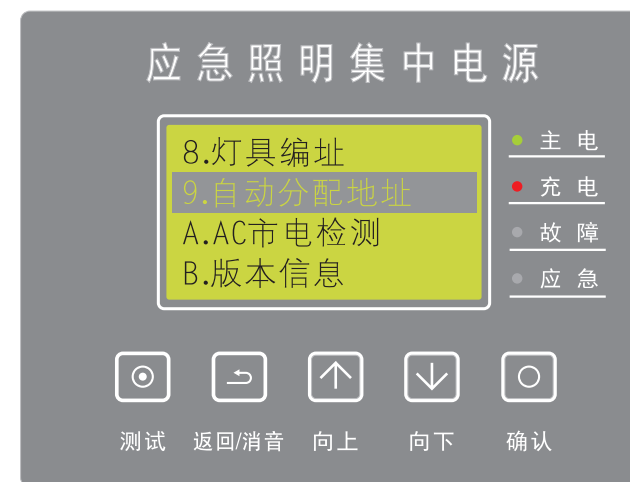 应急照明集中电源
8.灯具编址
9.自动分配地址
A.AC市电检测
B.版本信息
主电
充电
故障
应急
测试 返回/消音 向上 向下 确认